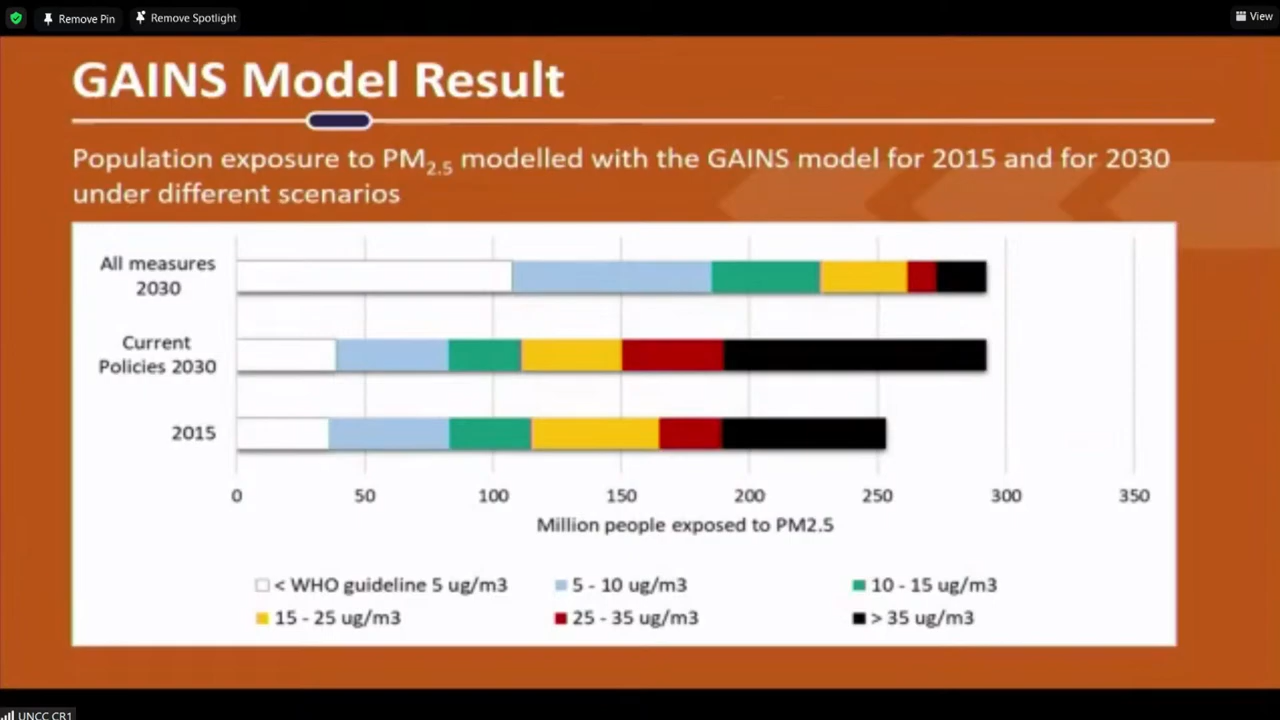 Remove Pin
Remove Spotlight
View
GAINS Model Result
Population exposure to PM2.5 modelled with the GAINS model for 2015 and for 2030
under different scenarios
All measures
2030
Current
Policies 2030
2015
0 50 100 150 200 250 300 350
Million people exposed to PM2.5
< WHO guideline 5 ug/m3 5 - 10 ug/m3 10 - 15 ug/m3
15 - 25 ug/m3 25 - 35 ug/m3 > 35 ug/m3
UNCC CR1